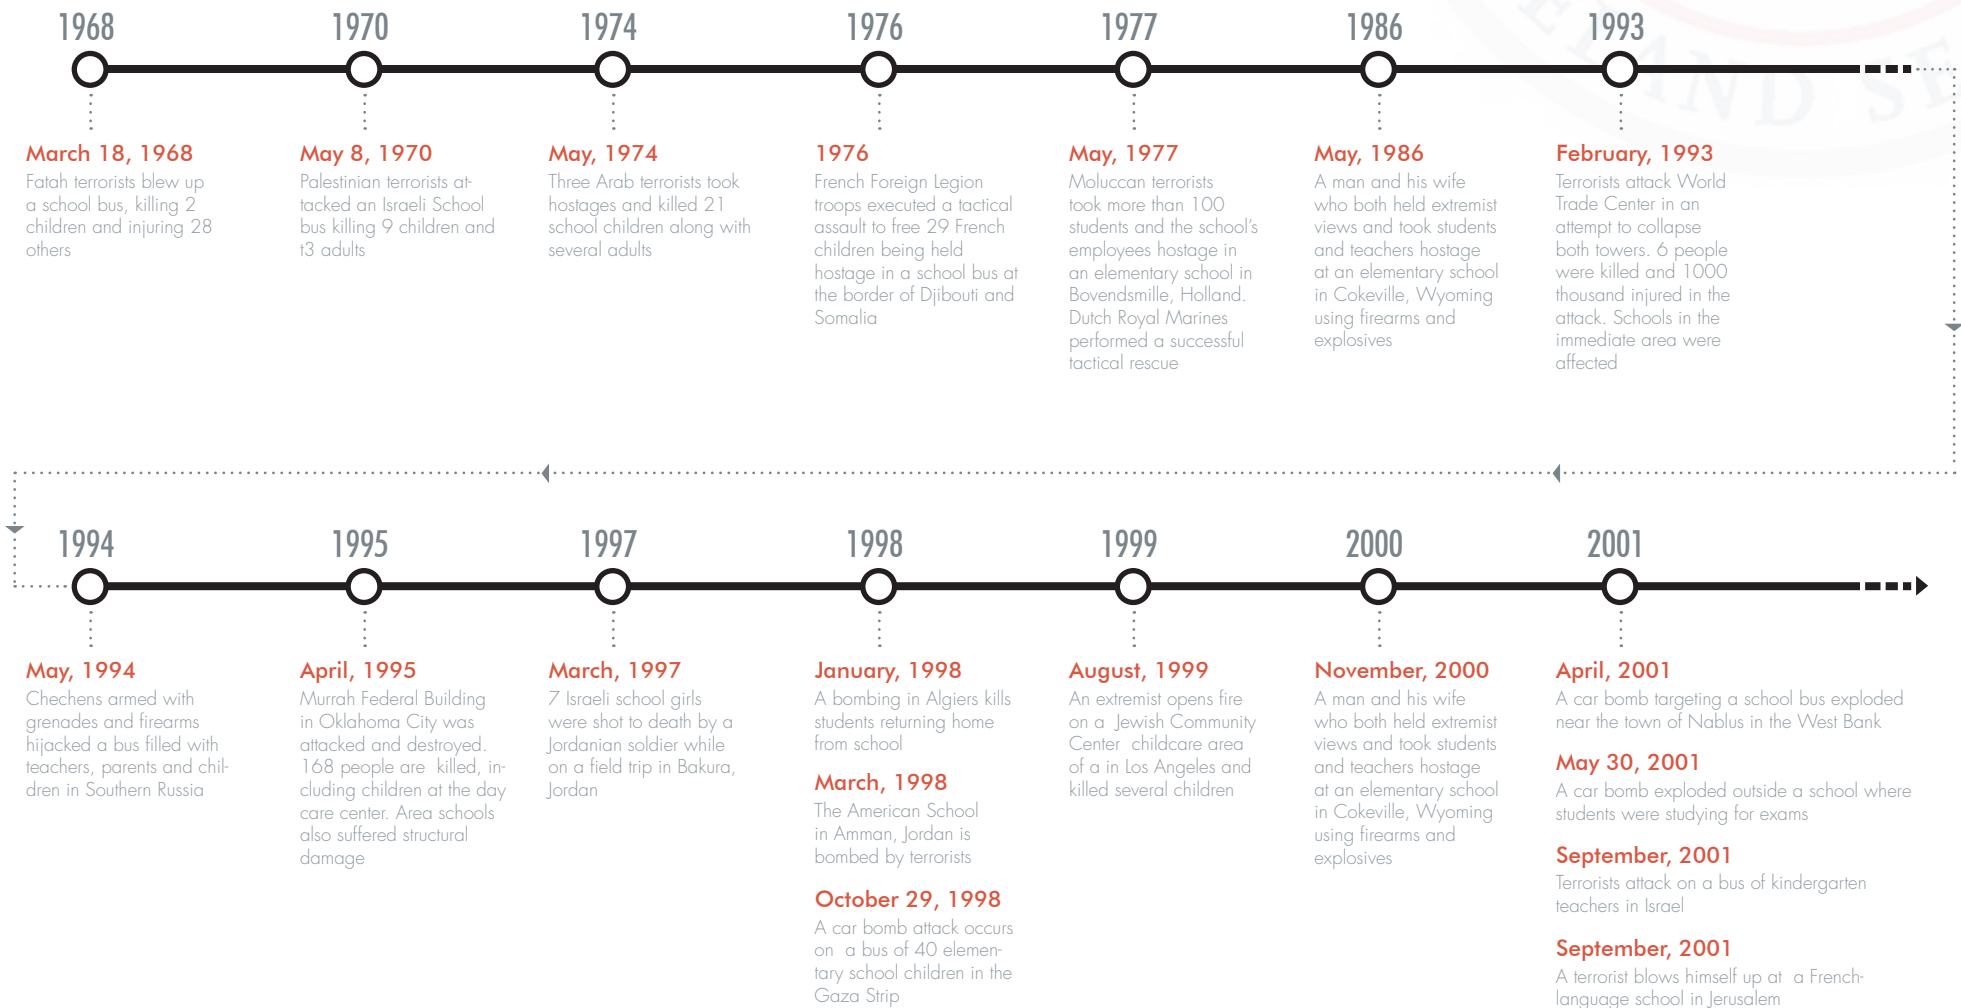 1968
1970
1974
1976
1977
1986
1993
ELAND SE
March 18, 1968
Fatah terrorists blew up
a school bus, killing 2
children and injuring 28
others
May 8, 1970
Palestinian terrorists at-
tacked an Israeli School
bus killing 9 children and
t3 adults
May, 1974
Three Arab terrorists took
hostages and killed 21
school children along with
several adults
1976
French Foreign Legion
troops executed a tactical
assault to free 29 French
children being held
hostage in a school bus at
the border of Djibouti and
Somalia
May, 1977
Moluccan terrorists
took more than 100
students and the school’s
employees hostage in
an elementary school in
Bovendsmille, Holland.
Dutch Royal Marines
performed a successful
tactical rescue
May, 1986
A man and his wife
who both held extremist
views and took students
and teachers hostage
at an elementary school
in Cokeville, Wyoming
using firearms and
explosives
February, 1993
Terrorists attack World
Trade Center in an
attempt to collapse
both towers. 6 people
were killed and 1000
thousand injured in the
attack. Schools in the
immediate area were
affected
1994
1995
1997
1998
1999
2000
2001
May, 1994
Chechens armed with
grenades and firearms
hijacked a bus filled with
teachers, parents and chil-
dren in Southern Russia
April, 1995
Murrah Federal Building
in Oklahoma City was
attacked and destroyed.
168 people are killed, in-
cluding children at the day
care center. Area schools
also suffered structural
damage
March, 1997
7 Israeli school girls
were shot to death by a
Jordanian soldier while
on a field trip in Bakura,
Jordan
January, 1998
A bombing in Algiers kills
students returning home
from school
March, 1998
The American School
in Amman, Jordan is
bombed by terrorists
October 29, 1998
A car bomb attack occurs
on a bus of 40 elemen-
tary school children in the
Gaza Strip
August, 1999
An extremist opens fire
on a Jewish Community
Center childcare area
of a in Los Angeles and
killed several children
November, 2000
A man and his wife
who both held extremist
views and took students
and teachers hostage
at an elementary school
in Cokeville, Wyoming
using firearms and
explosives
April, 2001
A car bomb targeting a school bus exploded
near the town of Nablus in the West Bank
May 30, 2001
A car bomb exploded outside a school where
students were studying for exams
September, 2001
Terrorists attack on a bus of kindergarten
teachers in Israel
September, 2001
A terrorist blows himself up at a French-
language school in Jerusalem